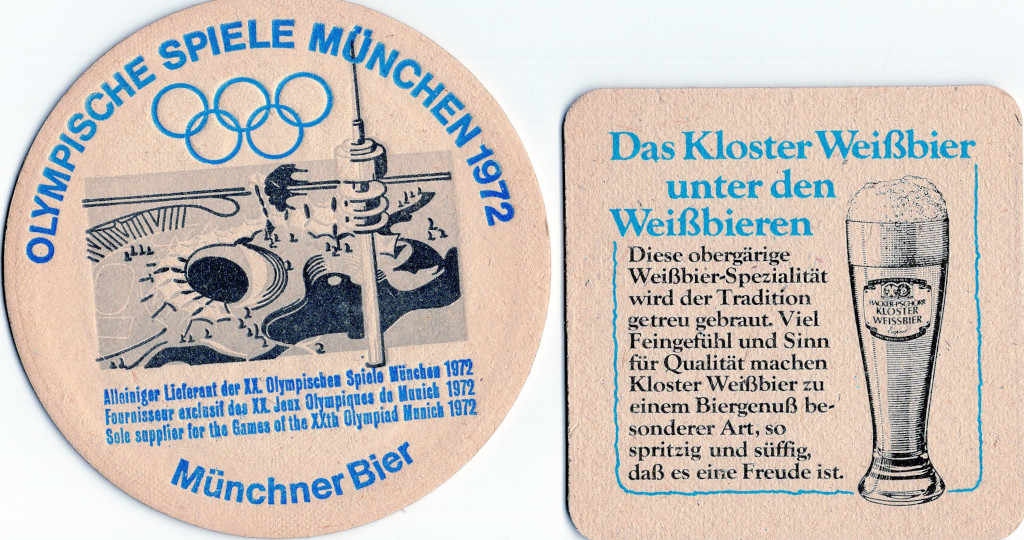 OLYMPISCHE SPIELE MÜNCHEN 1972
Alleiniger Lieferant der XX. Olympischen Spiele München 1972
Fournisseur exclusif des XX. Jeux Olympiques de Munich 1972
Sole supplier for the Games of the XXth Olympiad Munich 1972
Münchner Bier
Das Kloster Weißbier
unter den
Weißbieren
Diese obergärige
Weißbier-Spezialität
wird der Tradition
getreu gebraut. Viel
Feingefühl und Sinn
für Qualität machen
Kloster Weißbier zu
einem Biergenuß be-
sonderer Art, so
spritzig und süffig,
daß es eine Freude ist.
HACKER-PSCHORR
KLOSTER
WEISSBIER